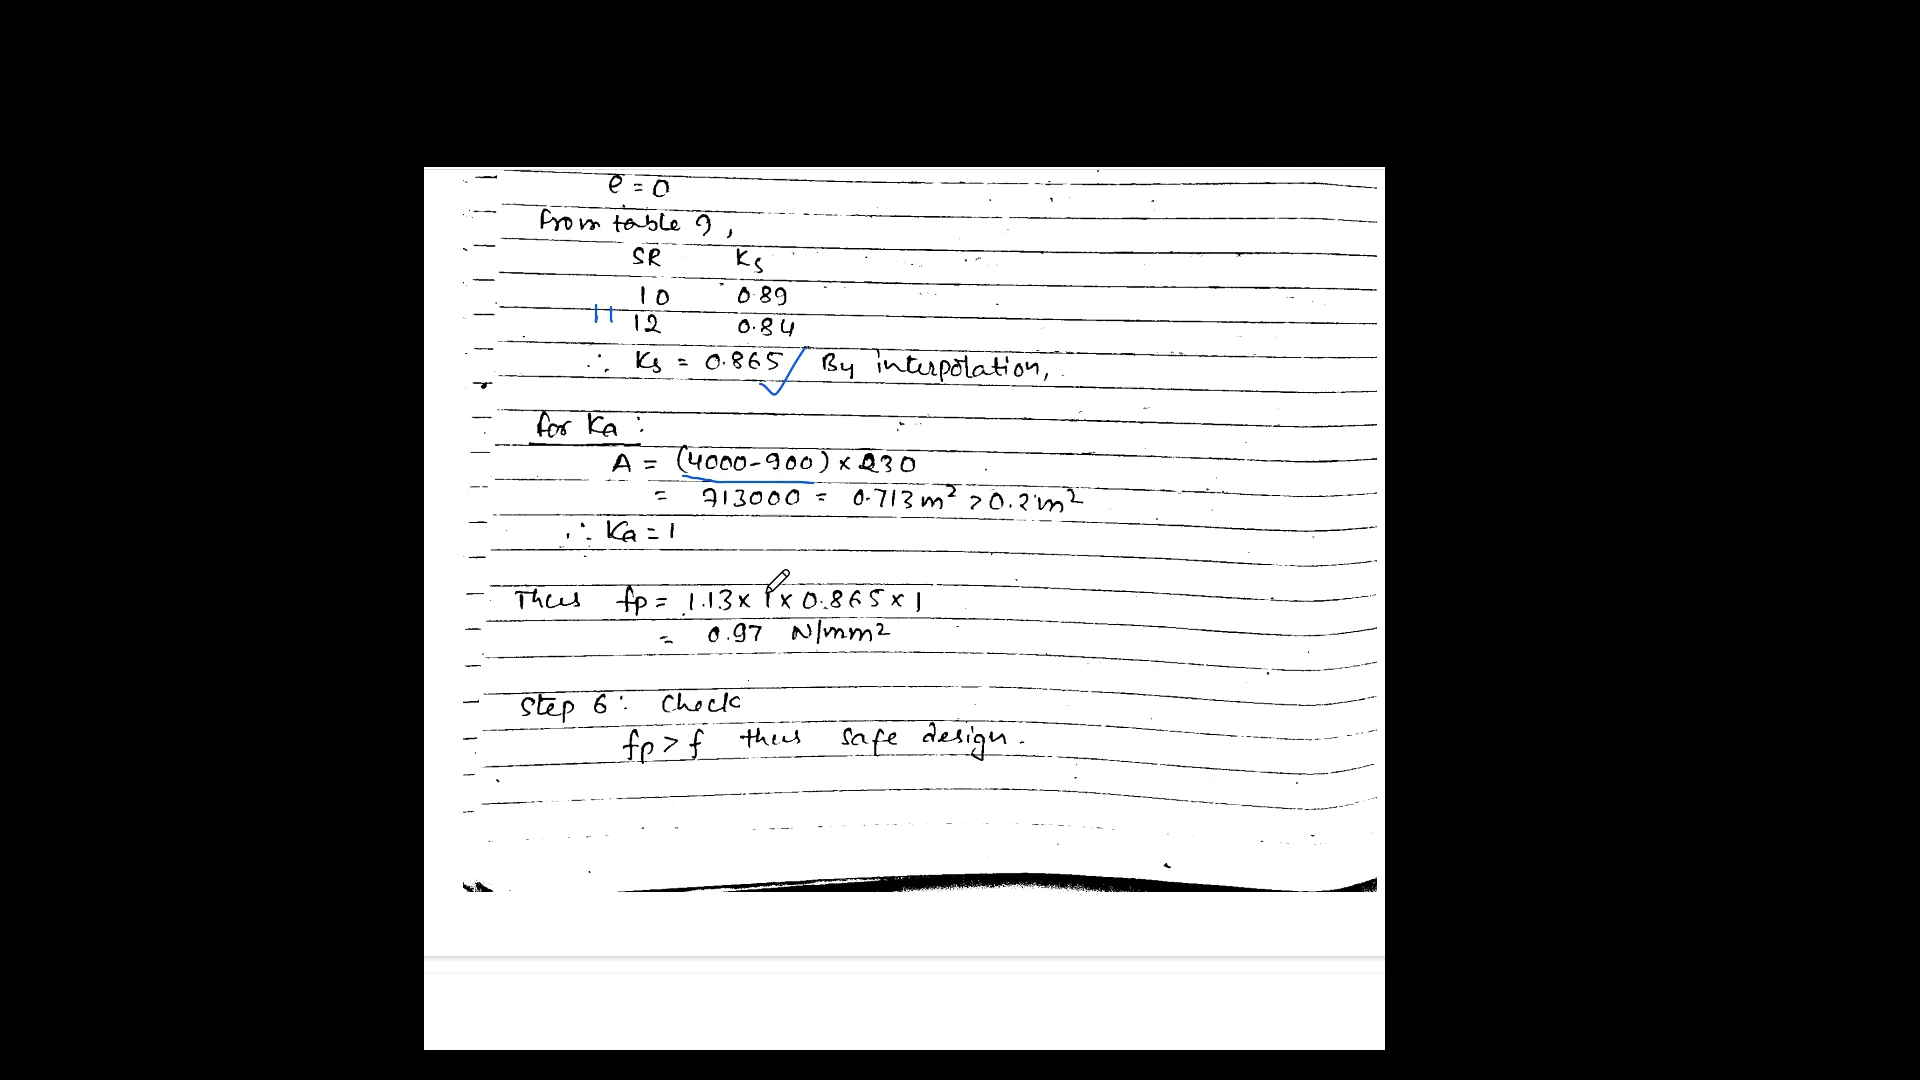 e = 0
from table 9,
SR Ks
10 0.89
11
12 0.84
∴ Ks = 0.865 By interpolation,
for Ka :
A = (4000-900) × 230
= 713000 = 0.713 m² > 0.2 m²
∴ Ka = 1
Thus fp = 1.13 × 1 × 0.865 × 1
= 0.97 N/mm²
Step 6: Check
fp > f thus safe design.